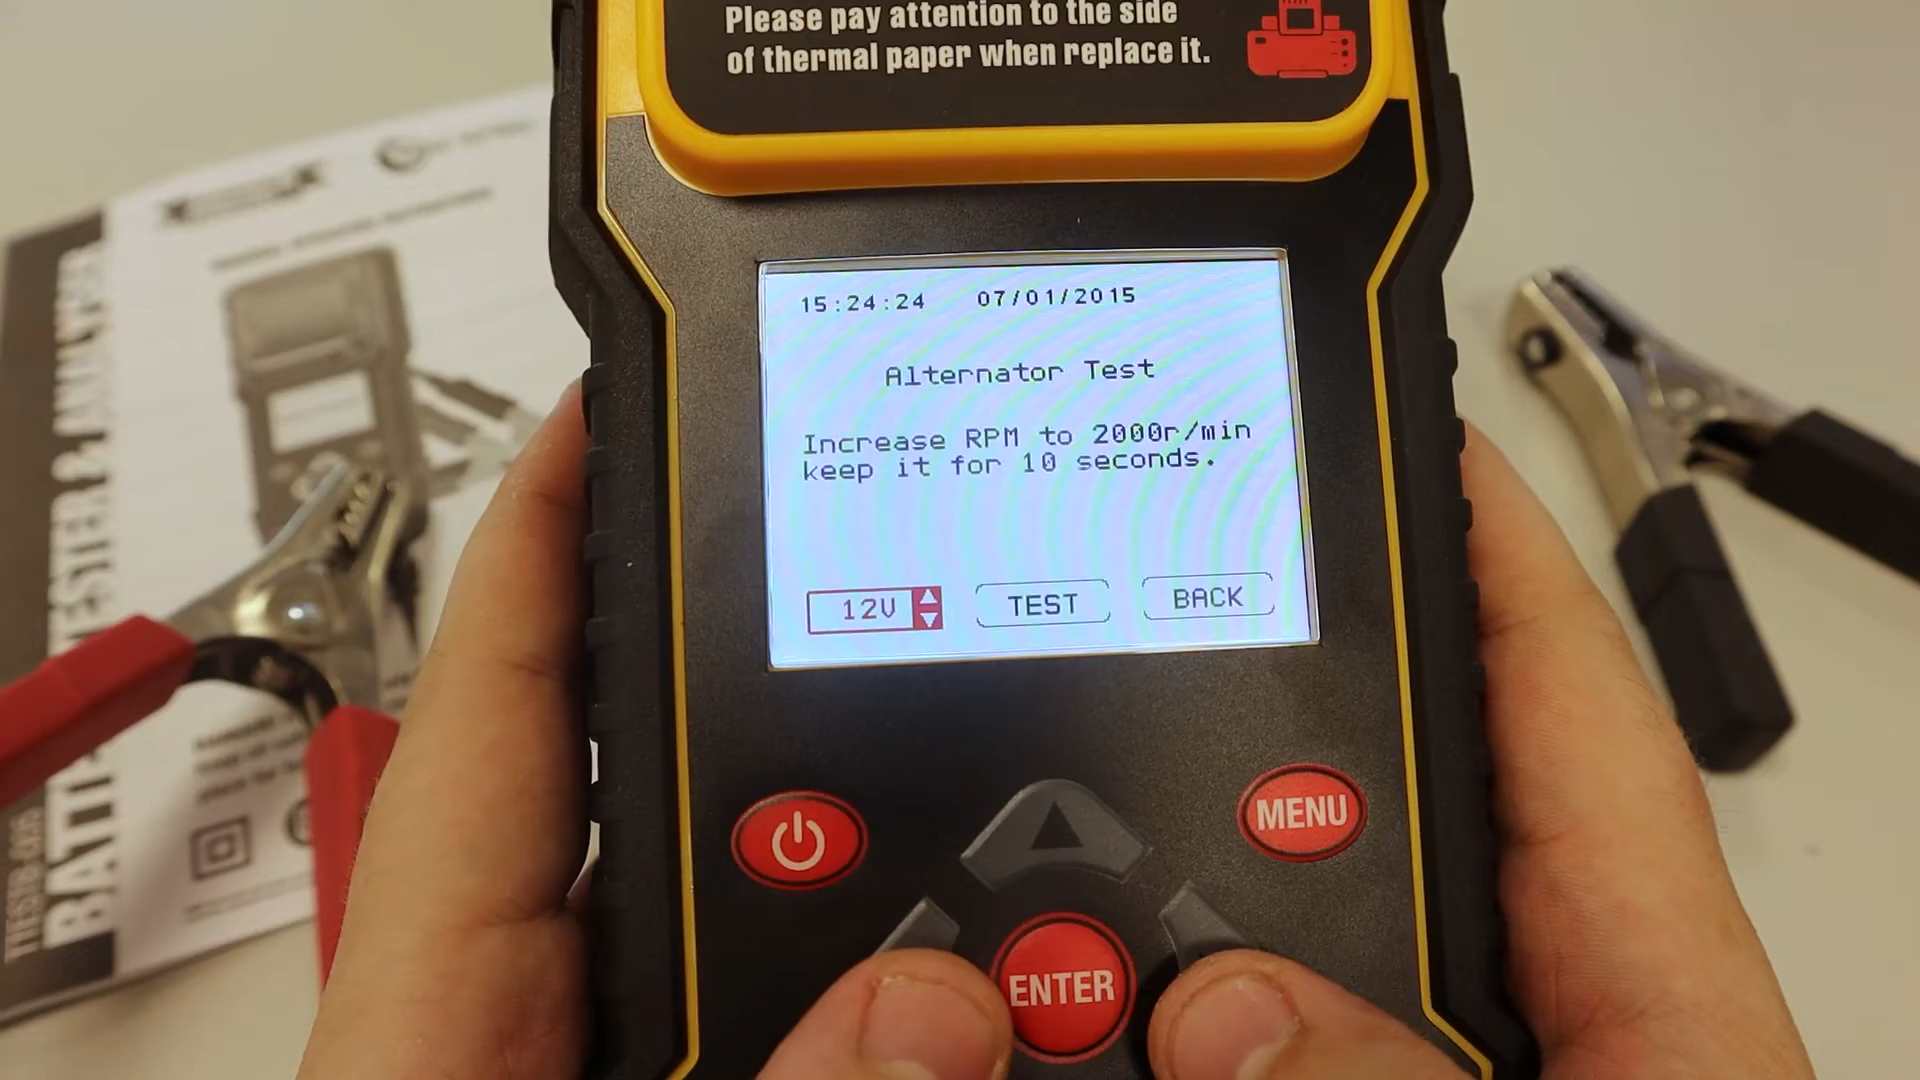 Please pay attention to the side
of thermal paper when replace it.
15:24:24 07/01/2015
Alternator Test
Increase RPM to 2000r/min
keep it for 10 seconds.
12V TEST BACK
MENU
ENTER